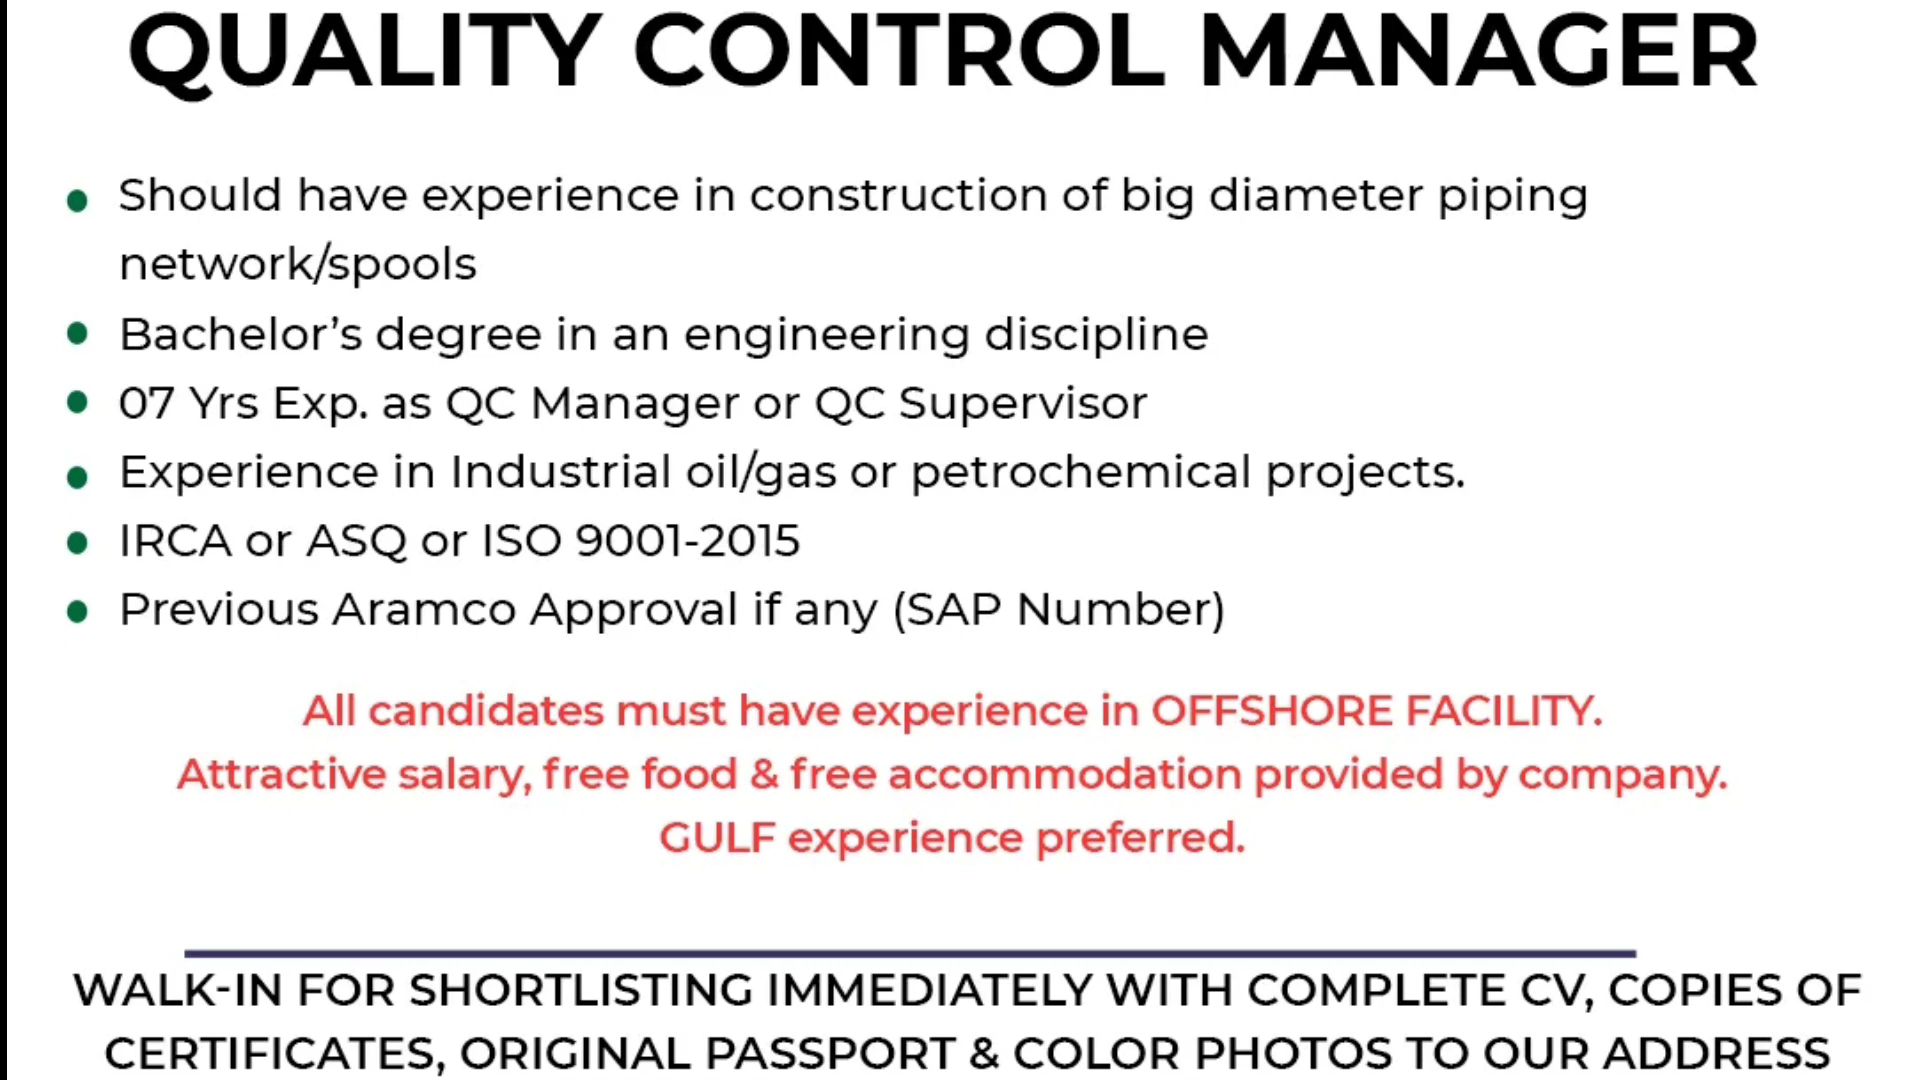 QUALITY CONTROL MANAGER
Should have experience in construction of big diameter piping
network/spools
Bachelor’s degree in an engineering discipline
07 Yrs Exp. as QC Manager or QC Supervisor
Experience in Industrial oil/gas or petrochemical projects.
IRCA or ASQ or ISO 9001-2015
Previous Aramco Approval if any (SAP Number)
All candidates must have experience in OFFSHORE FACILITY.
Attractive salary, free food & free accommodation provided by company.
GULF experience preferred.
WALK-IN FOR SHORTLISTING IMMEDIATELY WITH COMPLETE CV, COPIES OF
CERTIFICATES, ORIGINAL PASSPORT & COLOR PHOTOS TO OUR ADDRESS